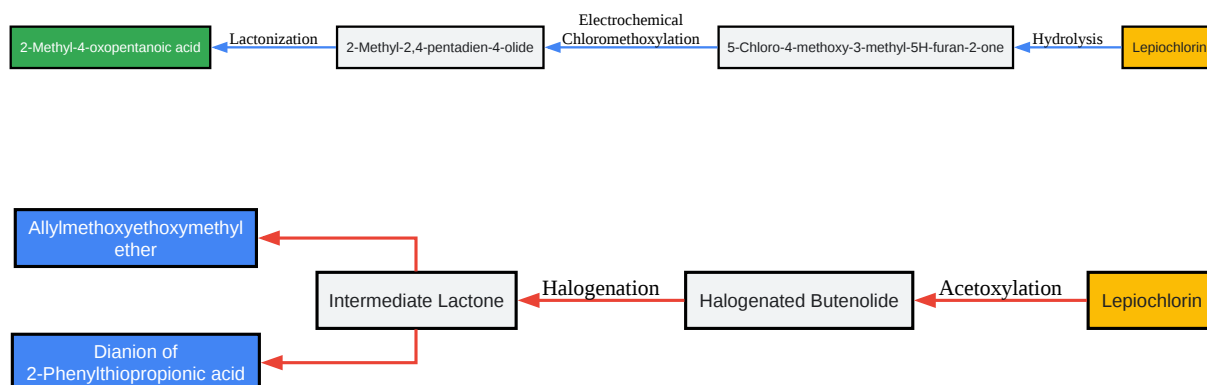 Electrochemical
Chloromethoxylation
2-Methyl-4-oxopentanoic acid
Lactonization
2-Methyl-2,4-pentadien-4-olide
5-Chloro-4-methoxy-3-methyl-5H-furan-2-one
Hydrolysis
Lepiochlorin
Allylmethoxyethoxymethyl
ether
Intermediate Lactone
Halogenation
Halogenated Butenolide
Acetoxylation
Lepiochlorin
Dianion of
2-Phenylthiopropionic acid